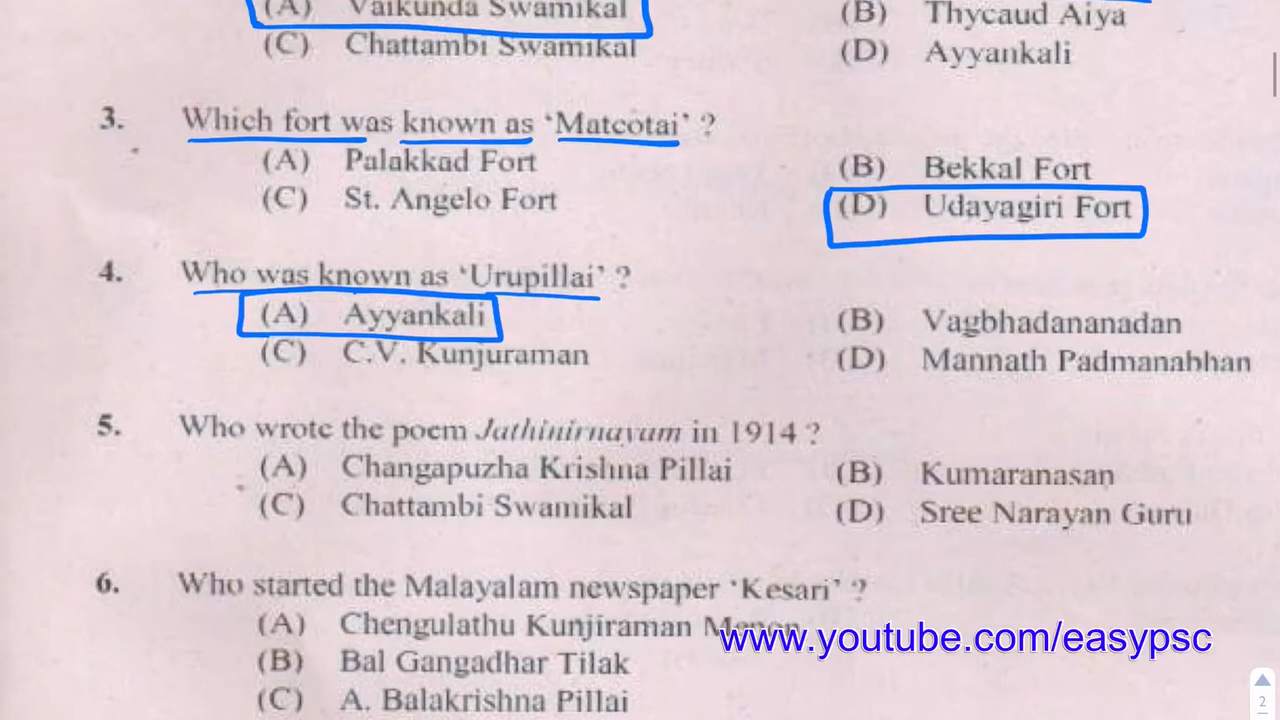 (A) Vaikunda Swamikal (B) Thycaud Aiya
(C) Chattambi Swamikal (D) Ayyankali
3. Which fort was known as ‘Matcotai’ ?
(A) Palakkad Fort (B) Bekkal Fort
(C) St. Angelo Fort (D) Udayagiri Fort
4. Who was known as ‘Urupillai’ ?
(A) Ayyankali (B) Vagbhadananadan
(C) C.V. Kunjuraman (D) Mannath Padmanabhan
5. Who wrote the poem Jathinirnayam in 1914 ?
(A) Changapuzha Krishna Pillai (B) Kumaranasan
(C) Chattambi Swamikal (D) Sree Narayan Guru
6. Who started the Malayalam newspaper ‘Kesari’ ?
(A) Chengulathu Kunjiraman Menon
www.youtube.com/easypsc
(B) Bal Gangadhar Tilak
(C) A. Balakrishna Pillai
2